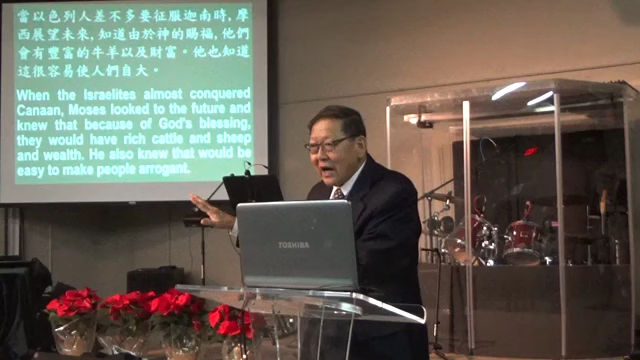 當以色列人差不多要征服迦南時, 摩
西展望未來, 知道由於神的賜福, 他們
會有豐富的牛羊以及財富。他也知道
這很容易使人們自大。
When the Israelites almost conquered
Canaan, Moses looked to the future and
knew that because of God's blessing,
they would have rich cattle and sheep
and wealth. He also knew that would be
easy to make people arrogant.
TOSHIBA